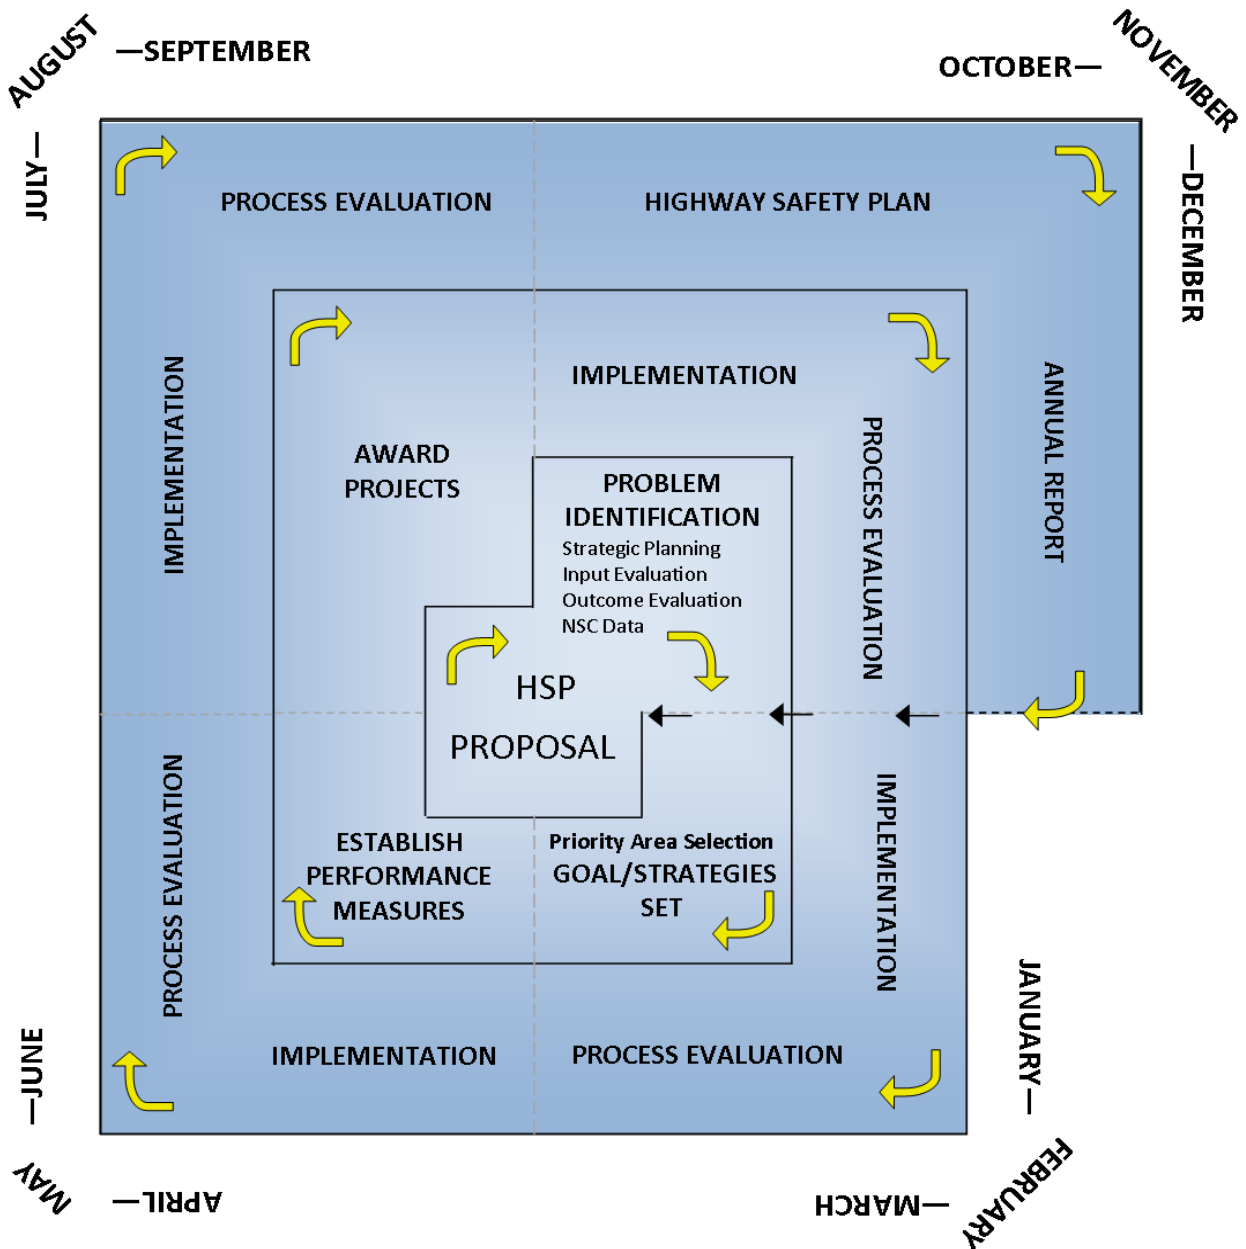 AUGUST
—SEPTEMBER
OCTOBER—
NOVEMBER
JULY—
—DECEMBER
PROCESS EVALUATION
HIGHWAY SAFETY PLAN
IMPLEMENTATION
IMPLEMENTATION
ANNUAL REPORT
AWARD
PROJECTS
PROCESS EVALUATION
PROBLEM
IDENTIFICATION
Strategic Planning
Input Evaluation
Outcome Evaluation
NSC Data
HSP
PROPOSAL
PROCESS EVALUATION
IMPLEMENTATION
ESTABLISH
PERFORMANCE
MEASURES
Priority Area Selection
GOAL/STRATEGIES
SET
IMPLEMENTATION
PROCESS EVALUATION
JANUARY—
—JUNE
MAY
APRIL—
MARCH—
FEBRUARY